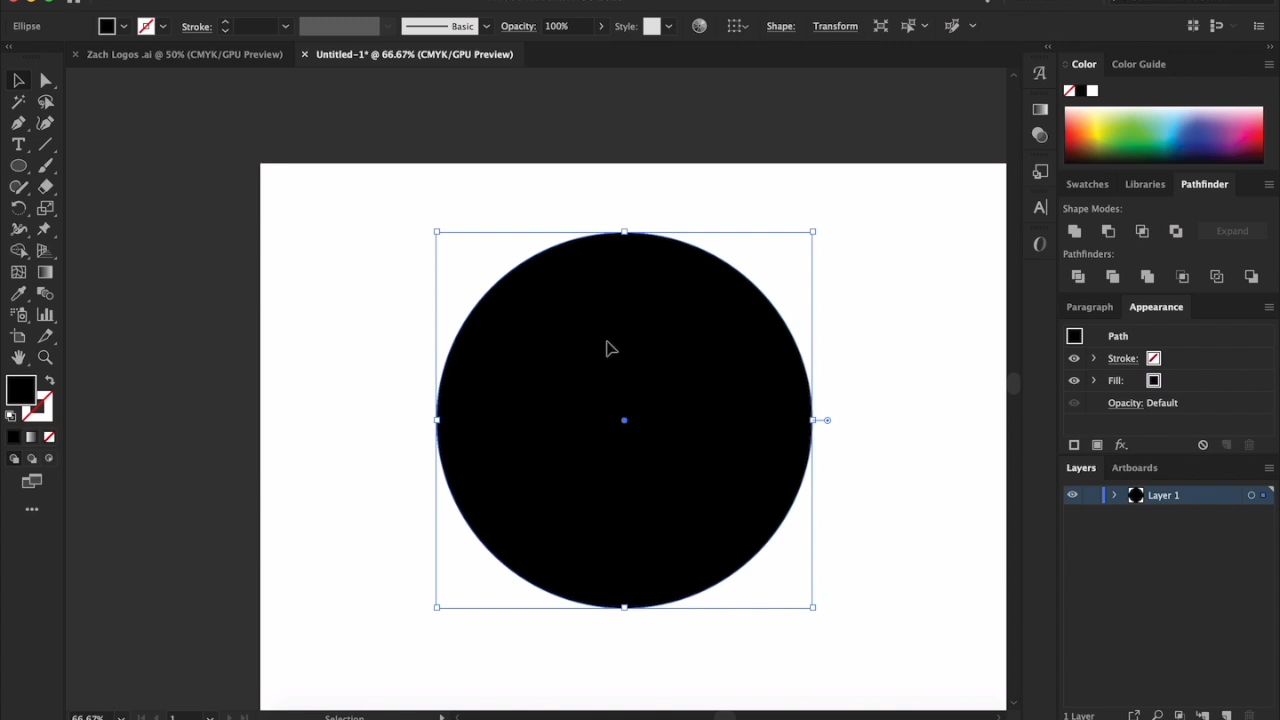 Ellipse Stroke: Basic Opacity: 100% Style: Shape: Transform
Zach Logos .ai @ 50% (CMYK/GPU Preview) Untitled-1* @ 66.67% (CMYK/GPU Preview)
Color Color Guide
Swatches Libraries Pathfinder
Shape Modes:
Expand
Pathfinders:
Paragraph Appearance
Path
Stroke:
Fill:
Opacity: Default
fx
Layers Artboards
Layer 1
66.67% 1 Selection
1 Layer